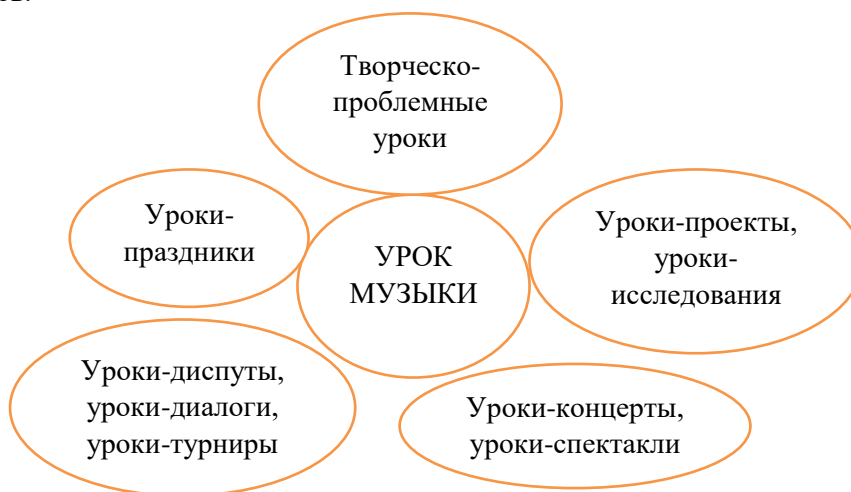 Творческо-
проблемные
уроки
Уроки-
праздники
УРОК
МУЗЫКИ
Уроки-проекты,
уроки-
исследования
Уроки-диспуты,
уроки-диалоги,
уроки-турниры
Уроки-концерты,
уроки-спектакли